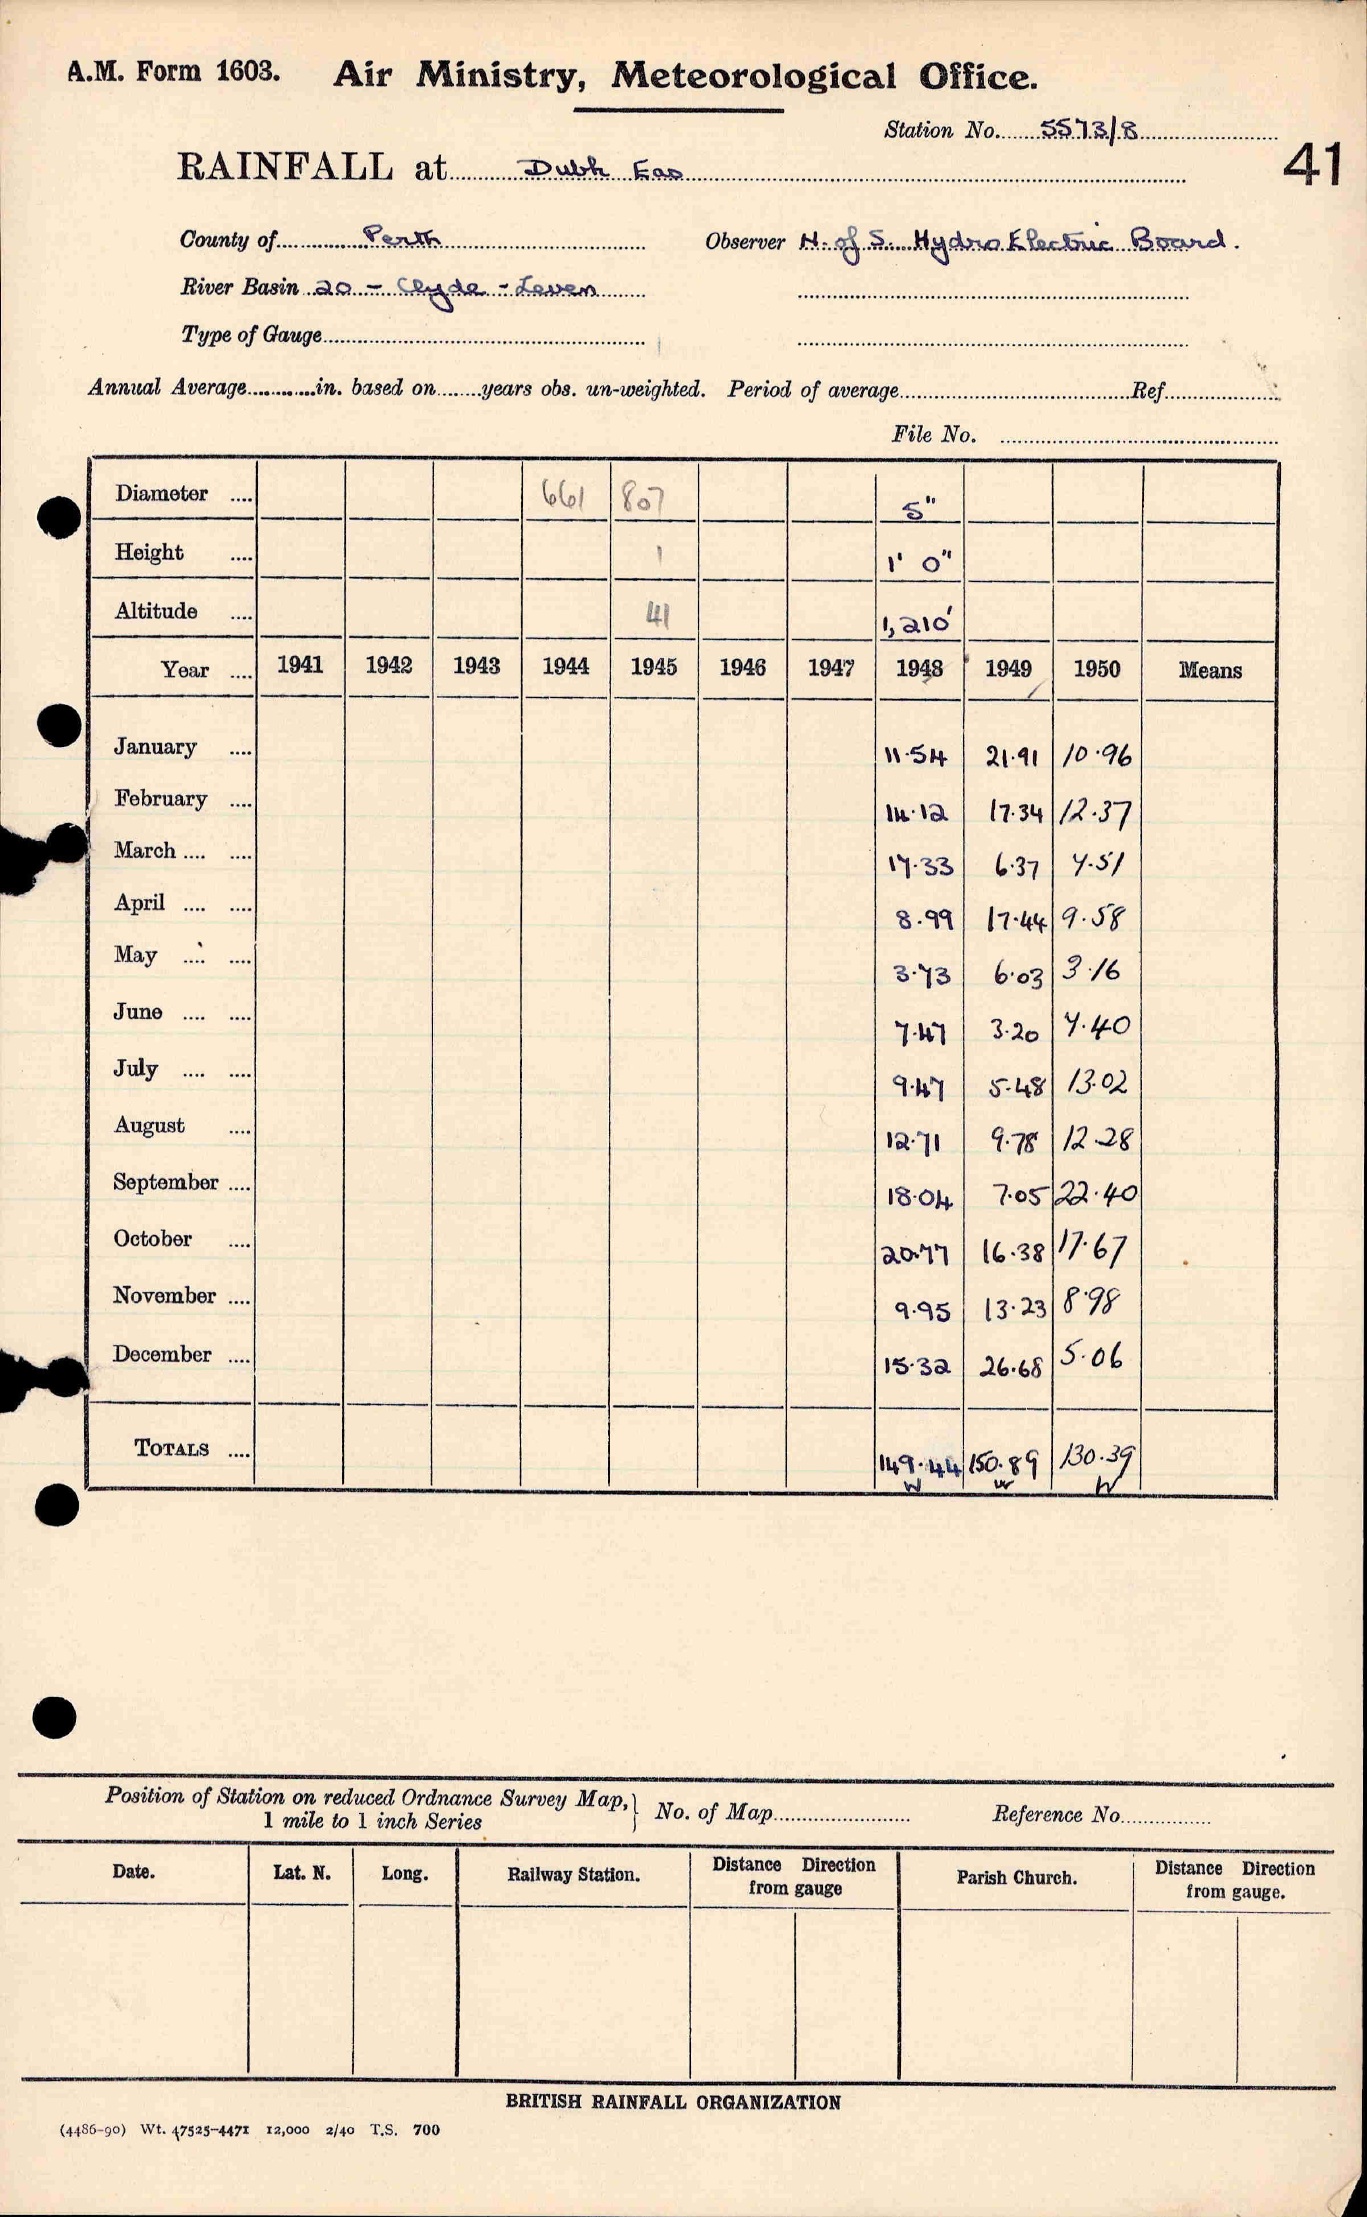 A.M. Form 1603. Air Ministry, Meteorological Office.
Station No. 5573/8
RAINFALL at Dubh Eas 41
County of Perth Observer N. of S. Hydro Electric Board.
River Basin 20 - Clyde - Leven
Type of Gauge
Annual Average in. based on years obs. un-weighted. Period of average Ref.
File No.
Diameter .... 661 807 5"
Height .... 1 1' 0"
Altitude .... 41 1,210'
Year .... 1941 1942 1943 1944 1945 1946 1947 1948 1949 1950 Means
January .... 11.54 21.91 10.96
February .... 14.12 17.34 12.37
March .... .... 17.33 6.37 7.51
April .... .... 8.99 17.44 9.58
May .... .... 3.73 6.03 3.16
June .... .... 7.47 3.20 7.40
July .... .... 9.47 5.48 13.02
August .... 12.71 9.78 12.28
September .... 18.04 7.05 22.40
October .... 20.77 16.38 17.67
November .... 9.95 13.23 8.98
December .... 15.32 26.68 5.06
TOTALS .... 149.44 150.89 130.39
W W W
Position of Station on reduced Ordnance Survey Map, 1 mile to 1 inch Series } No. of Map Reference No.
Date. Lat. N. Long. Railway Station. Distance Direction from gauge Parish Church. Distance Direction from gauge.
BRITISH RAINFALL ORGANIZATION
(4486-90) Wt. 47525-4471 12,000 2/40 T.S. 700